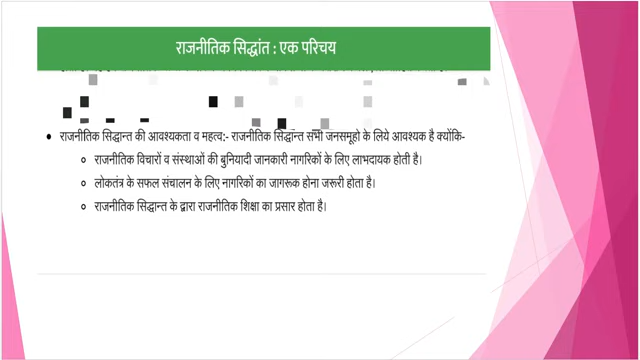 राजनीतिक सिद्धांत : एक परिचय
• राजनीतिक सिद्धान्त की आवश्यकता व महत्व:- राजनीतिक सिद्धान्त सभी जनसमूहो के लिये आवश्यक है क्योंकि-
o राजनीतिक विचारों व संस्थाओं की बुनियादी जानकारी नागरिकों के लिए लाभदायक होती है।
o लोकतंत्र के सफल संचालन के लिए नागरिकों का जागरूक होना जरूरी होता है।
o राजनीतिक सिद्धान्त के द्वारा राजनीतिक शिक्षा का प्रसार होता है।